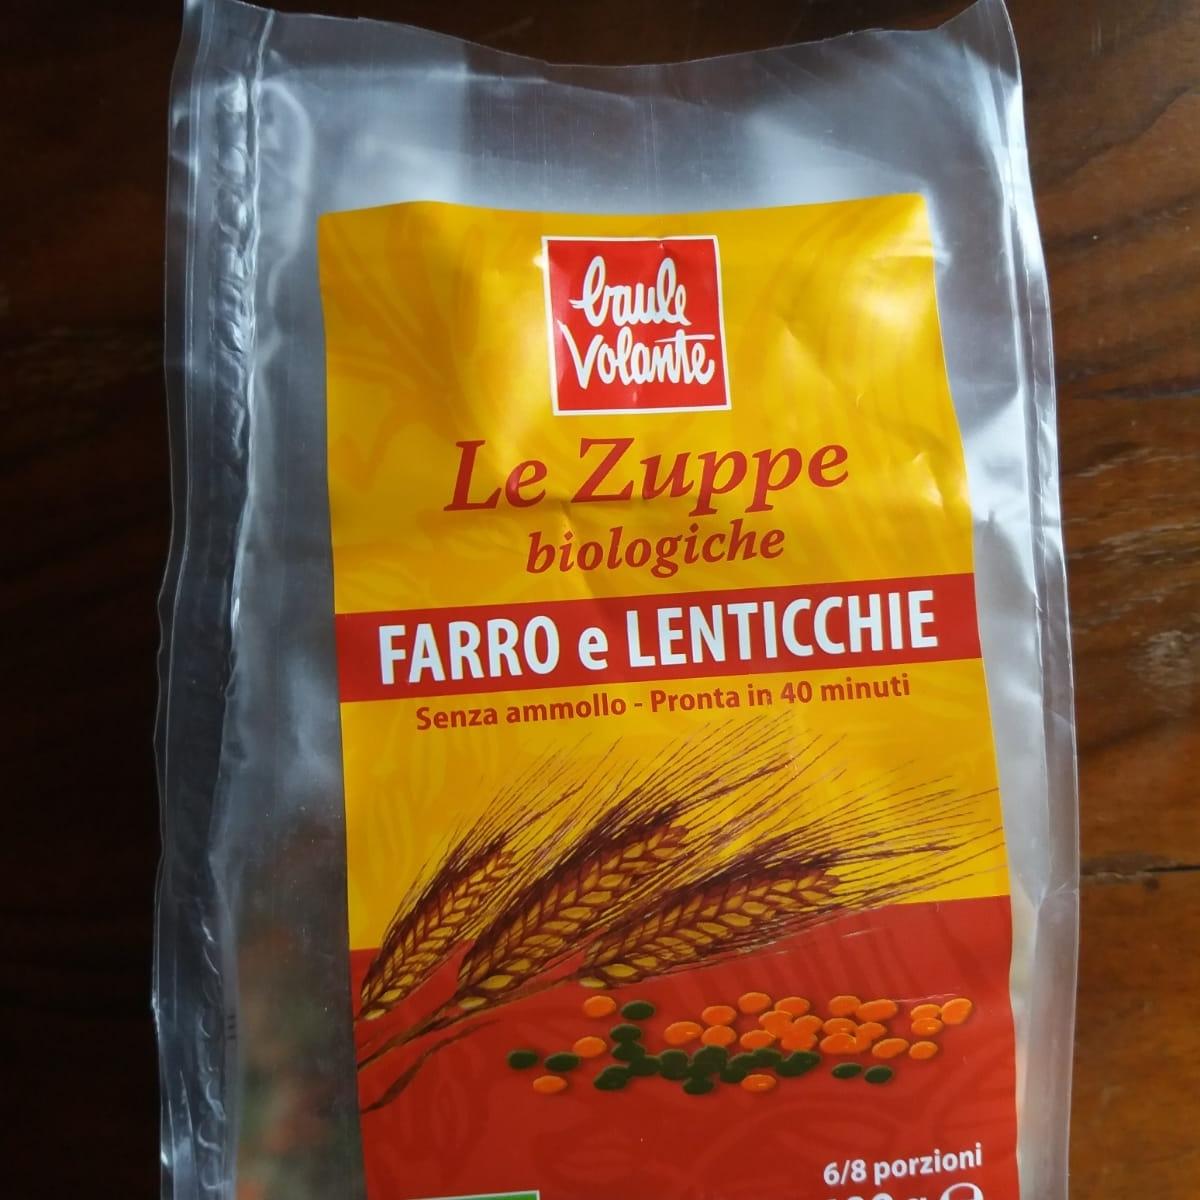 baule
volante
Le Zuppe
biologiche
FARRO e LENTICCHIE
Senza ammollo - Pronta in 40 minuti
6/8 porzioni